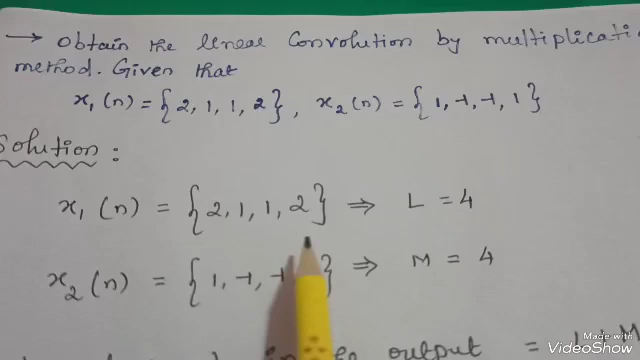 → Obtain the linear Convolution by multiplicati
method. Given that
x₁(n) = {2, 1, 1, 2}, x₂(n) = {1, -1, -1, 1}
Solution :
x₁(n) = {2, 1, 1, 2} ⇒ L = 4
x₂(n) = {1, -1, -1 } ⇒ M = 4
the output =
Made with
VideoShow